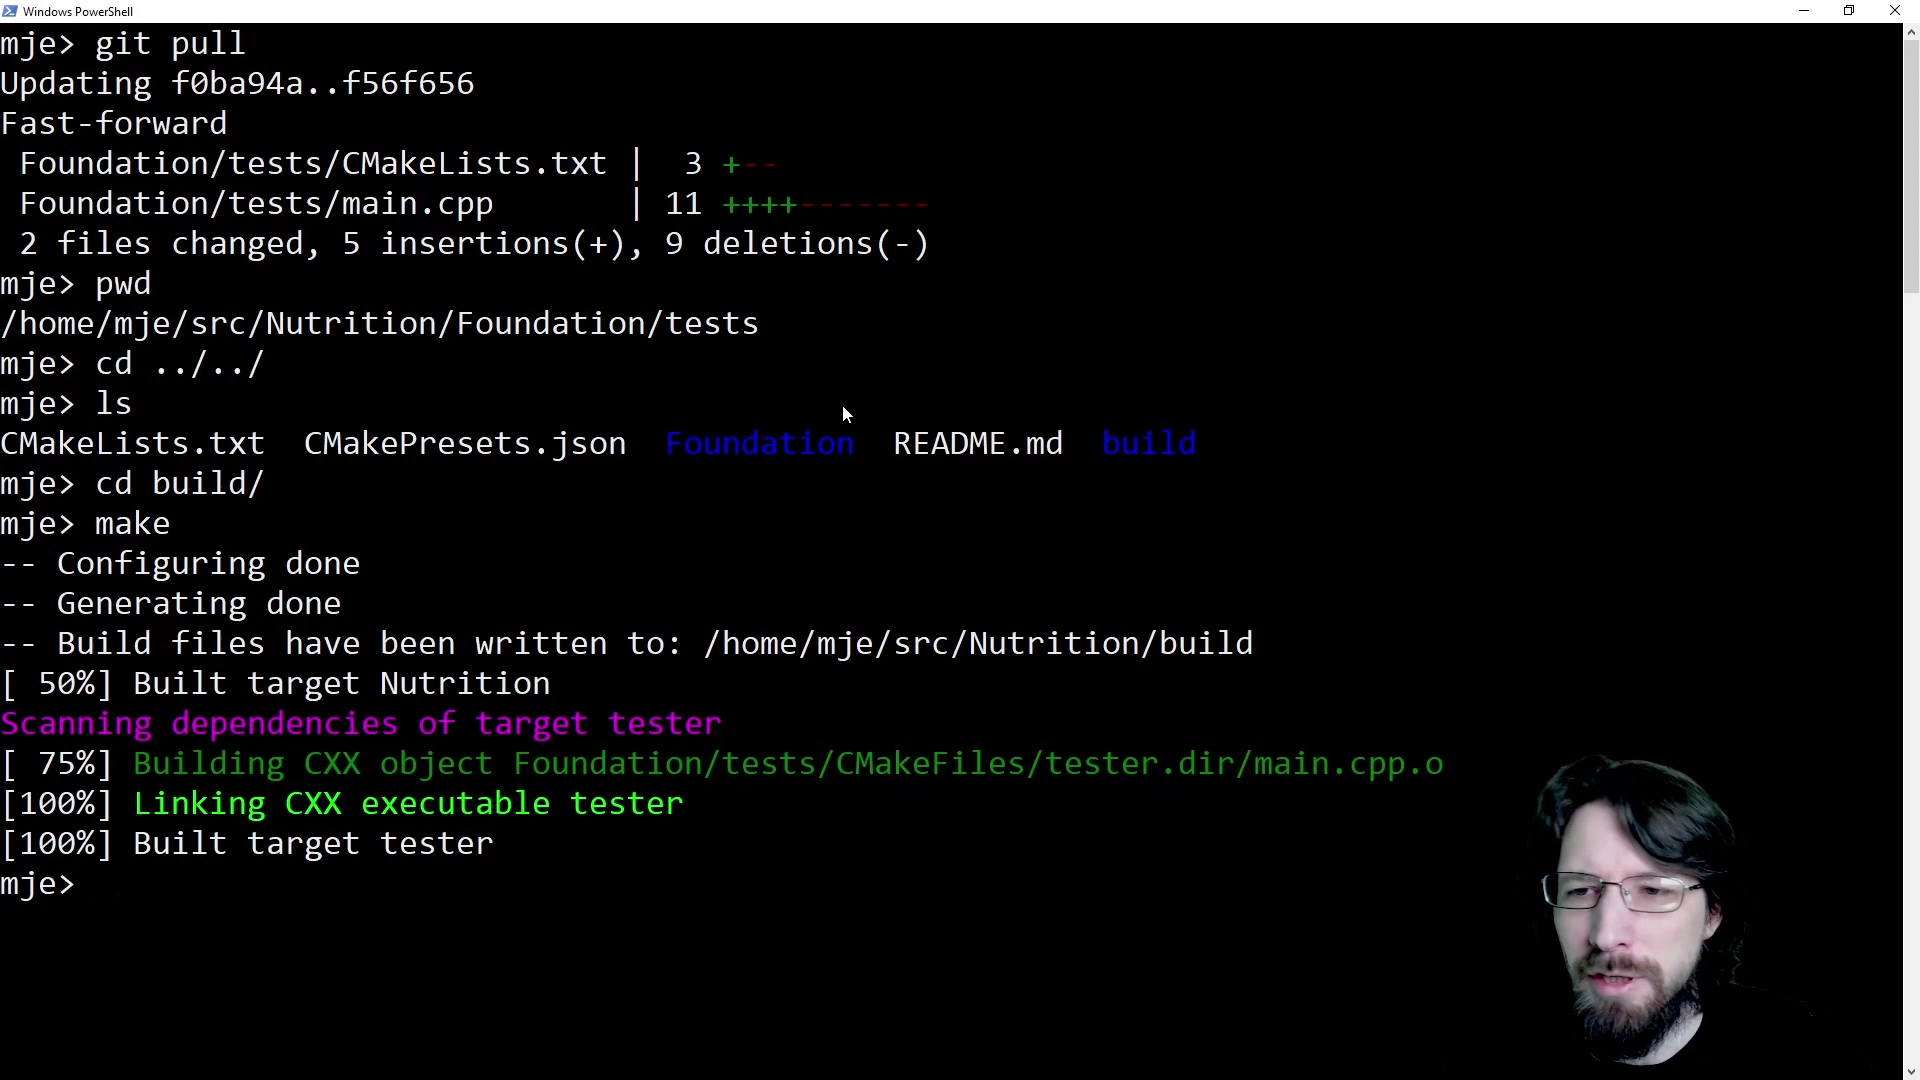 Windows PowerShell
mje> git pull
Updating f0ba94a..f56f656
Fast-forward
 Foundation/tests/CMakeLists.txt |  3 +--
 Foundation/tests/main.cpp       | 11 ++++-------
 2 files changed, 5 insertions(+), 9 deletions(-)
mje> pwd
/home/mje/src/Nutrition/Foundation/tests
mje> cd ../../
mje> ls
CMakeLists.txt  CMakePresets.json  Foundation  README.md  build
mje> cd build/
mje> make
-- Configuring done
-- Generating done
-- Build files have been written to: /home/mje/src/Nutrition/build
[ 50%] Built target Nutrition
Scanning dependencies of target tester
[ 75%] Building CXX object Foundation/tests/CMakeFiles/tester.dir/main.cpp.o
[100%] Linking CXX executable tester
[100%] Built target tester
mje>